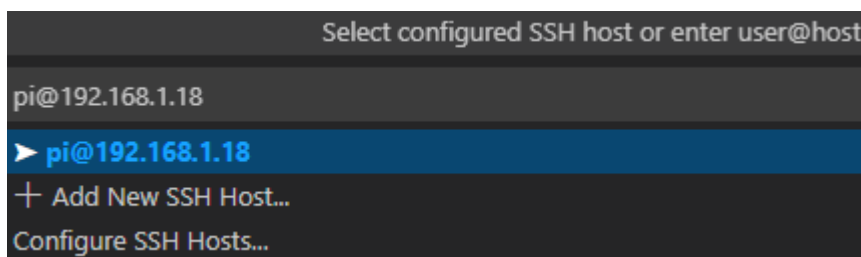 Select configured SSH host or enter user@host
pi@192.168.1.18
➤ pi@192.168.1.18
+ Add New SSH Host...
Configure SSH Hosts...